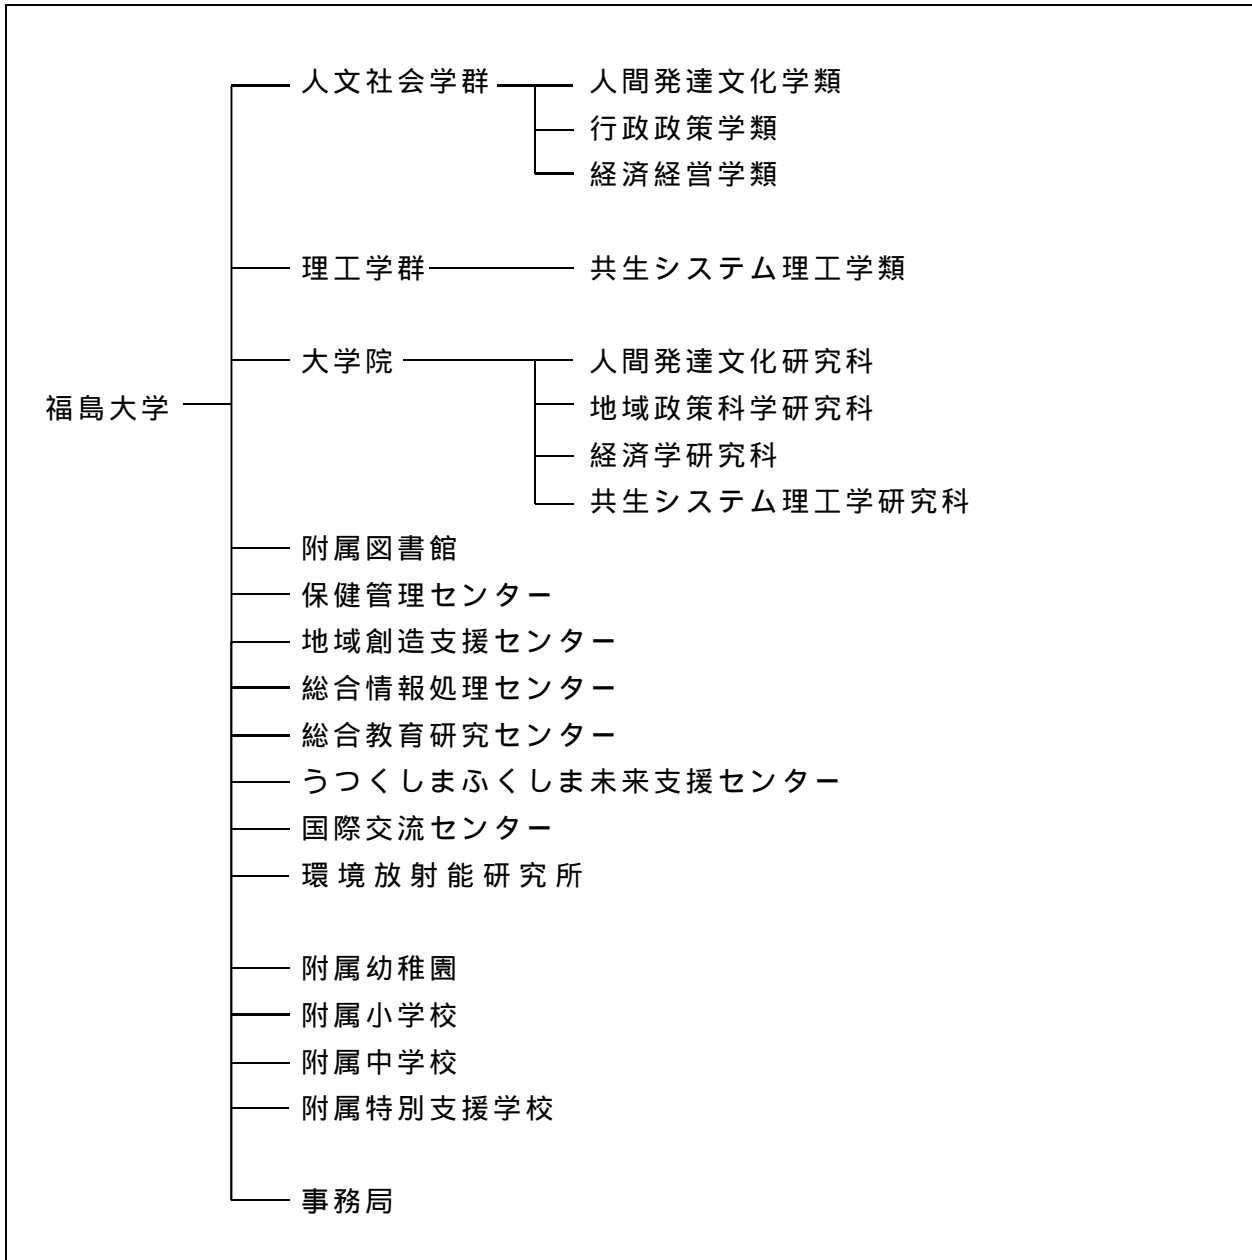 人文社会学群 人間発達文化学類
行政政策学類
経済経営学類
理工学群 共生システム理工学類
大学院 人間発達文化研究科
福島大学 地域政策科学研究科
経済学研究科
共生システム理工学研究科
附属図書館
保健管理センター
地域創造支援センター
総合情報処理センター
総合教育研究センター
うつくしまふくしま未来支援センター
国際交流センター
環境放射能研究所
附属幼稚園
附属小学校
附属中学校
附属特別支援学校
事務局